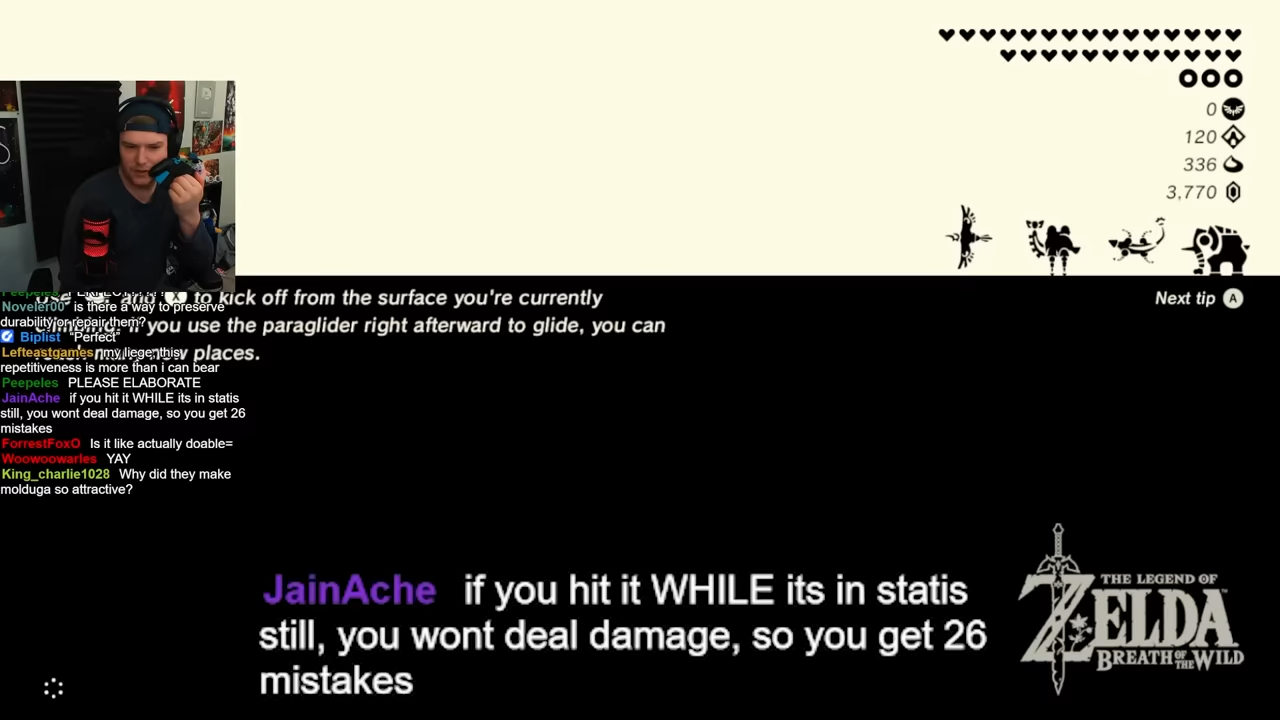 0
120
336
3,770
to kick off from the surface you're currently
Next tip A
you use the paraglider right afterward to glide, you can
places.
Noveler00 is there a way to preserve
durability or repair them?
Biplist "Perfect"
Lefteastgames my liege this
repetitiveness is more than i can bear
Peepeles PLEASE ELABORATE
JainAche if you hit it WHILE its in statis
still, you wont deal damage, so you get 26
mistakes
ForrestFoxO Is it like actually doable=
Woowoowarles YAY
King_charlie1028 Why did they make
molduga so attractive?
JainAche if you hit it WHILE its in statis
still, you wont deal damage, so you get 26
mistakes
THE LEGEND OF
ZELDA
BREATH OF THE WILD